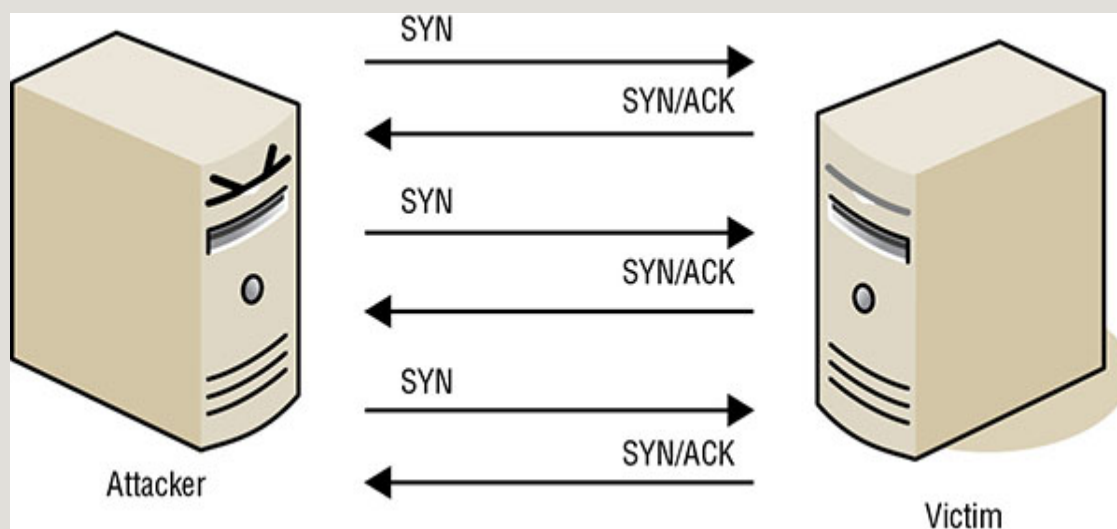 SYN
SYN/ACK
SYN
SYN/ACK
SYN
SYN/ACK
Attacker
Victim